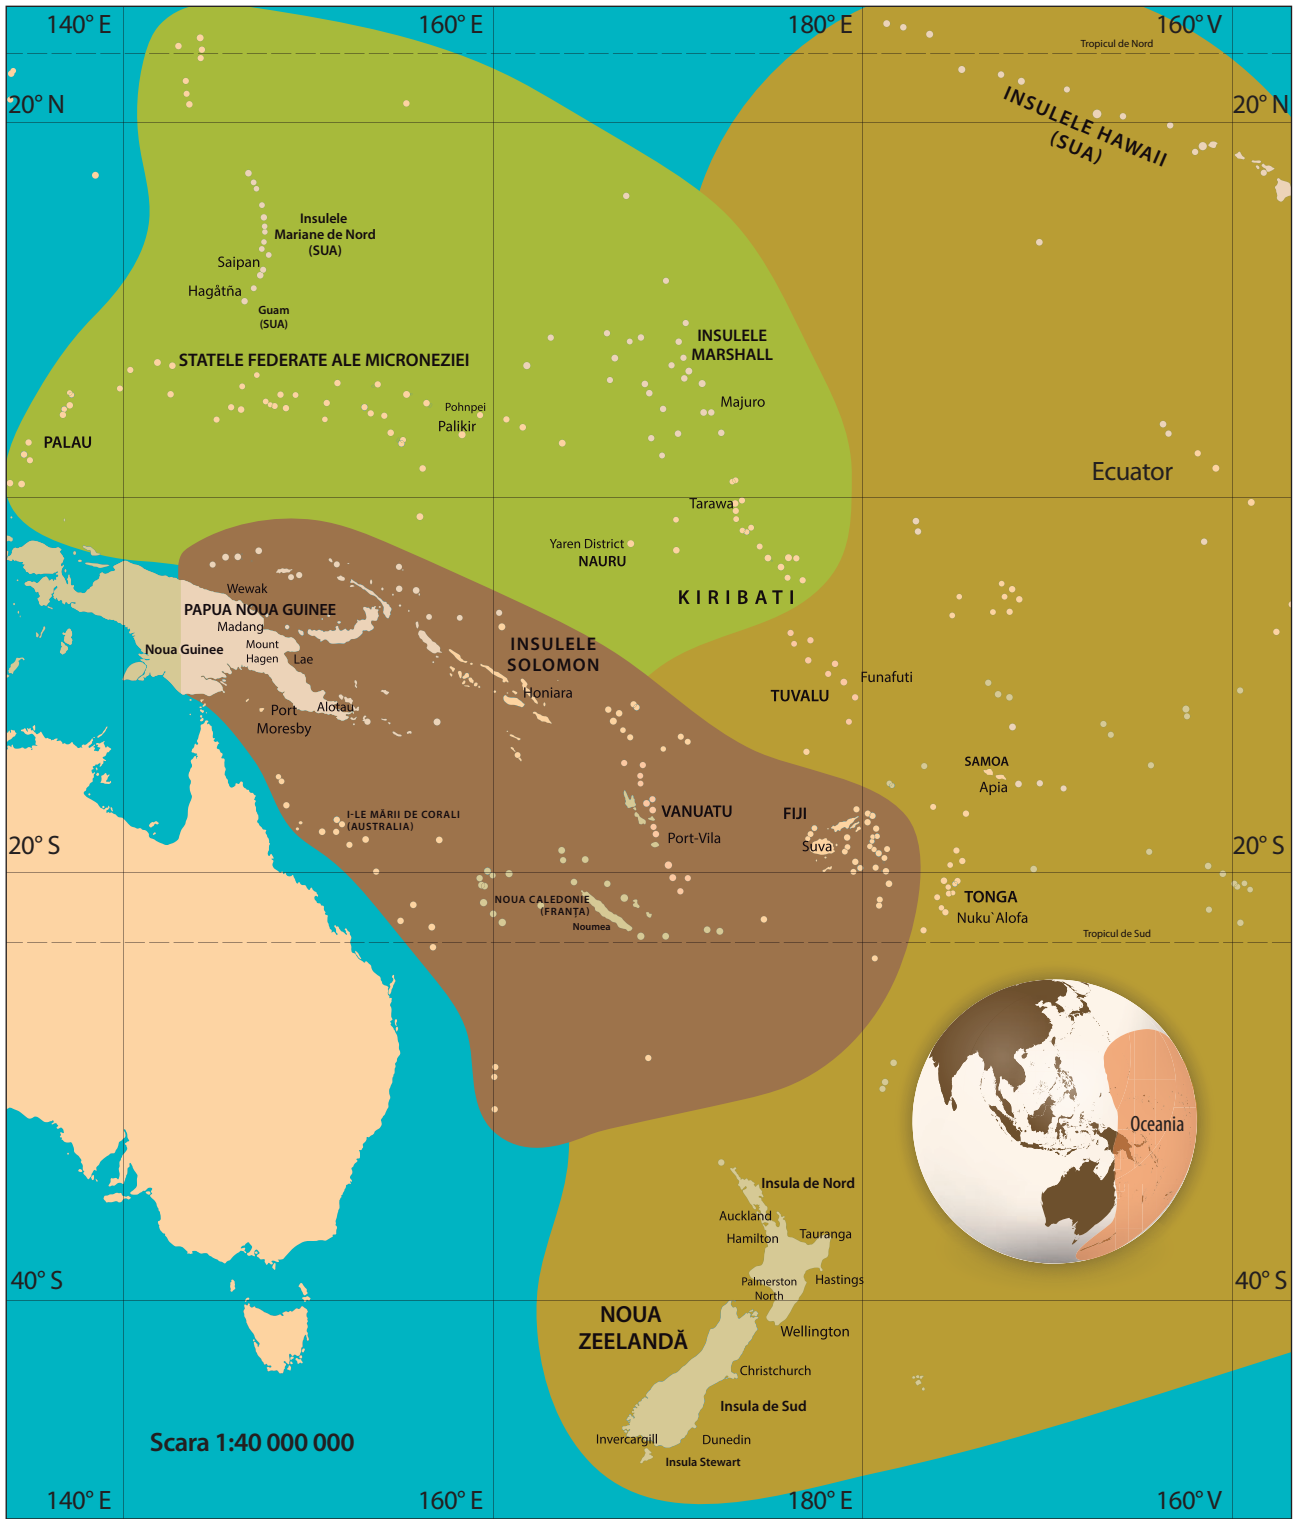 140° E
160° E
180° E
160° V
Tropicul de Nord
20° N
20° N
INSULELE HAWAII
(SUA)
Insulele
Mariane de Nord
(SUA)
Saipan
Hagåtña
Guam
(SUA)
INSULELE
MARSHALL
STATELE FEDERATE ALE MICRONEZIEI
Majuro
Pohnpei
Palikir
PALAU
Ecuator
Tarawa
Yaren District
NAURU
KIRIBATI
Wewak
PAPUA NOUA GUINEE
Madang
Noua Guinee
Mount
Hagen
Lae
INSULELE
SOLOMON
Honiara
Funafuti
TUVALU
Port
Moresby
Alotau
SAMOA
Apia
I-LE MĂRII DE CORALI
(AUSTRALIA)
VANUATU
Port-Vila
FIJI
Suva
20° S
20° S
NOUA CALEDONIE
(FRANŢA)
Noumea
TONGA
Nuku`Alofa
Tropicul de Sud
Oceania
Insula de Nord
Auckland
Hamilton
Tauranga
Palmerston
North
Hastings
40° S
40° S
NOUA
ZEELANDĂ
Wellington
Christchurch
Insula de Sud
Invercargill
Dunedin
Insula Stewart
Scara 1:40 000 000
140° E
160° E
180° E
160° V